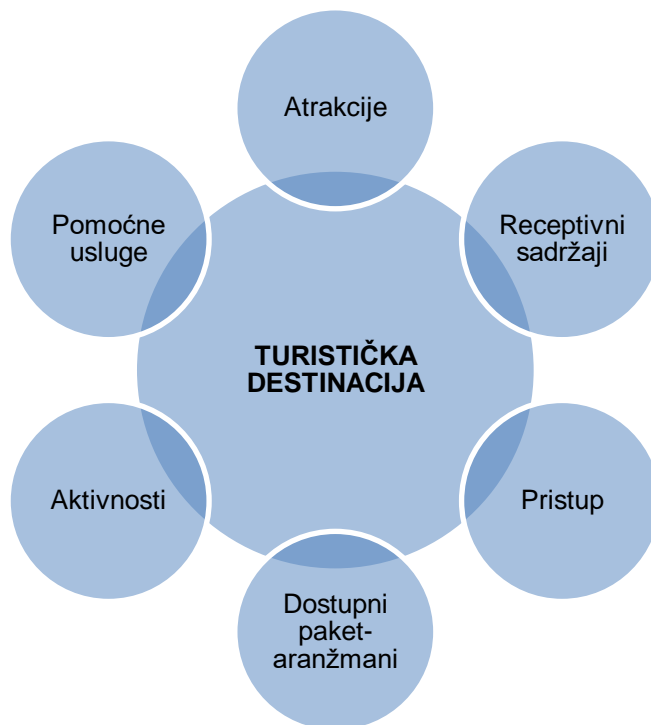 Atrakcije
Pomoćne
usluge
Receptivni
sadržaji
TURISTIČKA
DESTINACIJA
Aktivnosti
Pristup
Dostupni
paket-
aranžmani